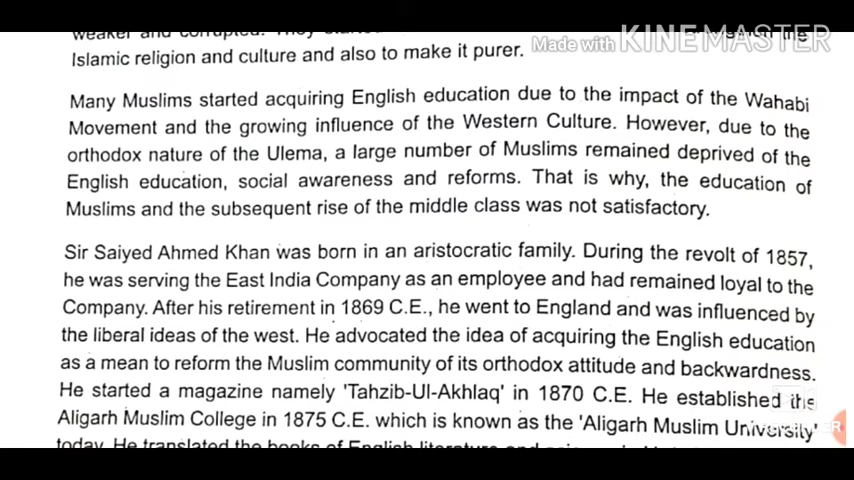 weaker and corrupted. They started
Made with KINEMASTER
Islamic religion and culture and also to make it purer.
Many Muslims started acquiring English education due to the impact of the Wahabi
Movement and the growing influence of the Western Culture. However, due to the
orthodox nature of the Ulema, a large number of Muslims remained deprived of the
English education, social awareness and reforms. That is why, the education of
Muslims and the subsequent rise of the middle class was not satisfactory.
Sir Saiyed Ahmed Khan was born in an aristocratic family. During the revolt of 1857,
he was serving the East India Company as an employee and had remained loyal to the
Company. After his retirement in 1869 C.E., he went to England and was influenced by
the liberal ideas of the west. He advocated the idea of acquiring the English education
as a mean to reform the Muslim community of its orthodox attitude and backwardness.
He started a magazine namely 'Tahzib-Ul-Akhlaq' in 1870 C.E. He established the
Aligarh Muslim College in 1875 C.E. which is known as the 'Aligarh Muslim University'
today. He translated the books of English literature and